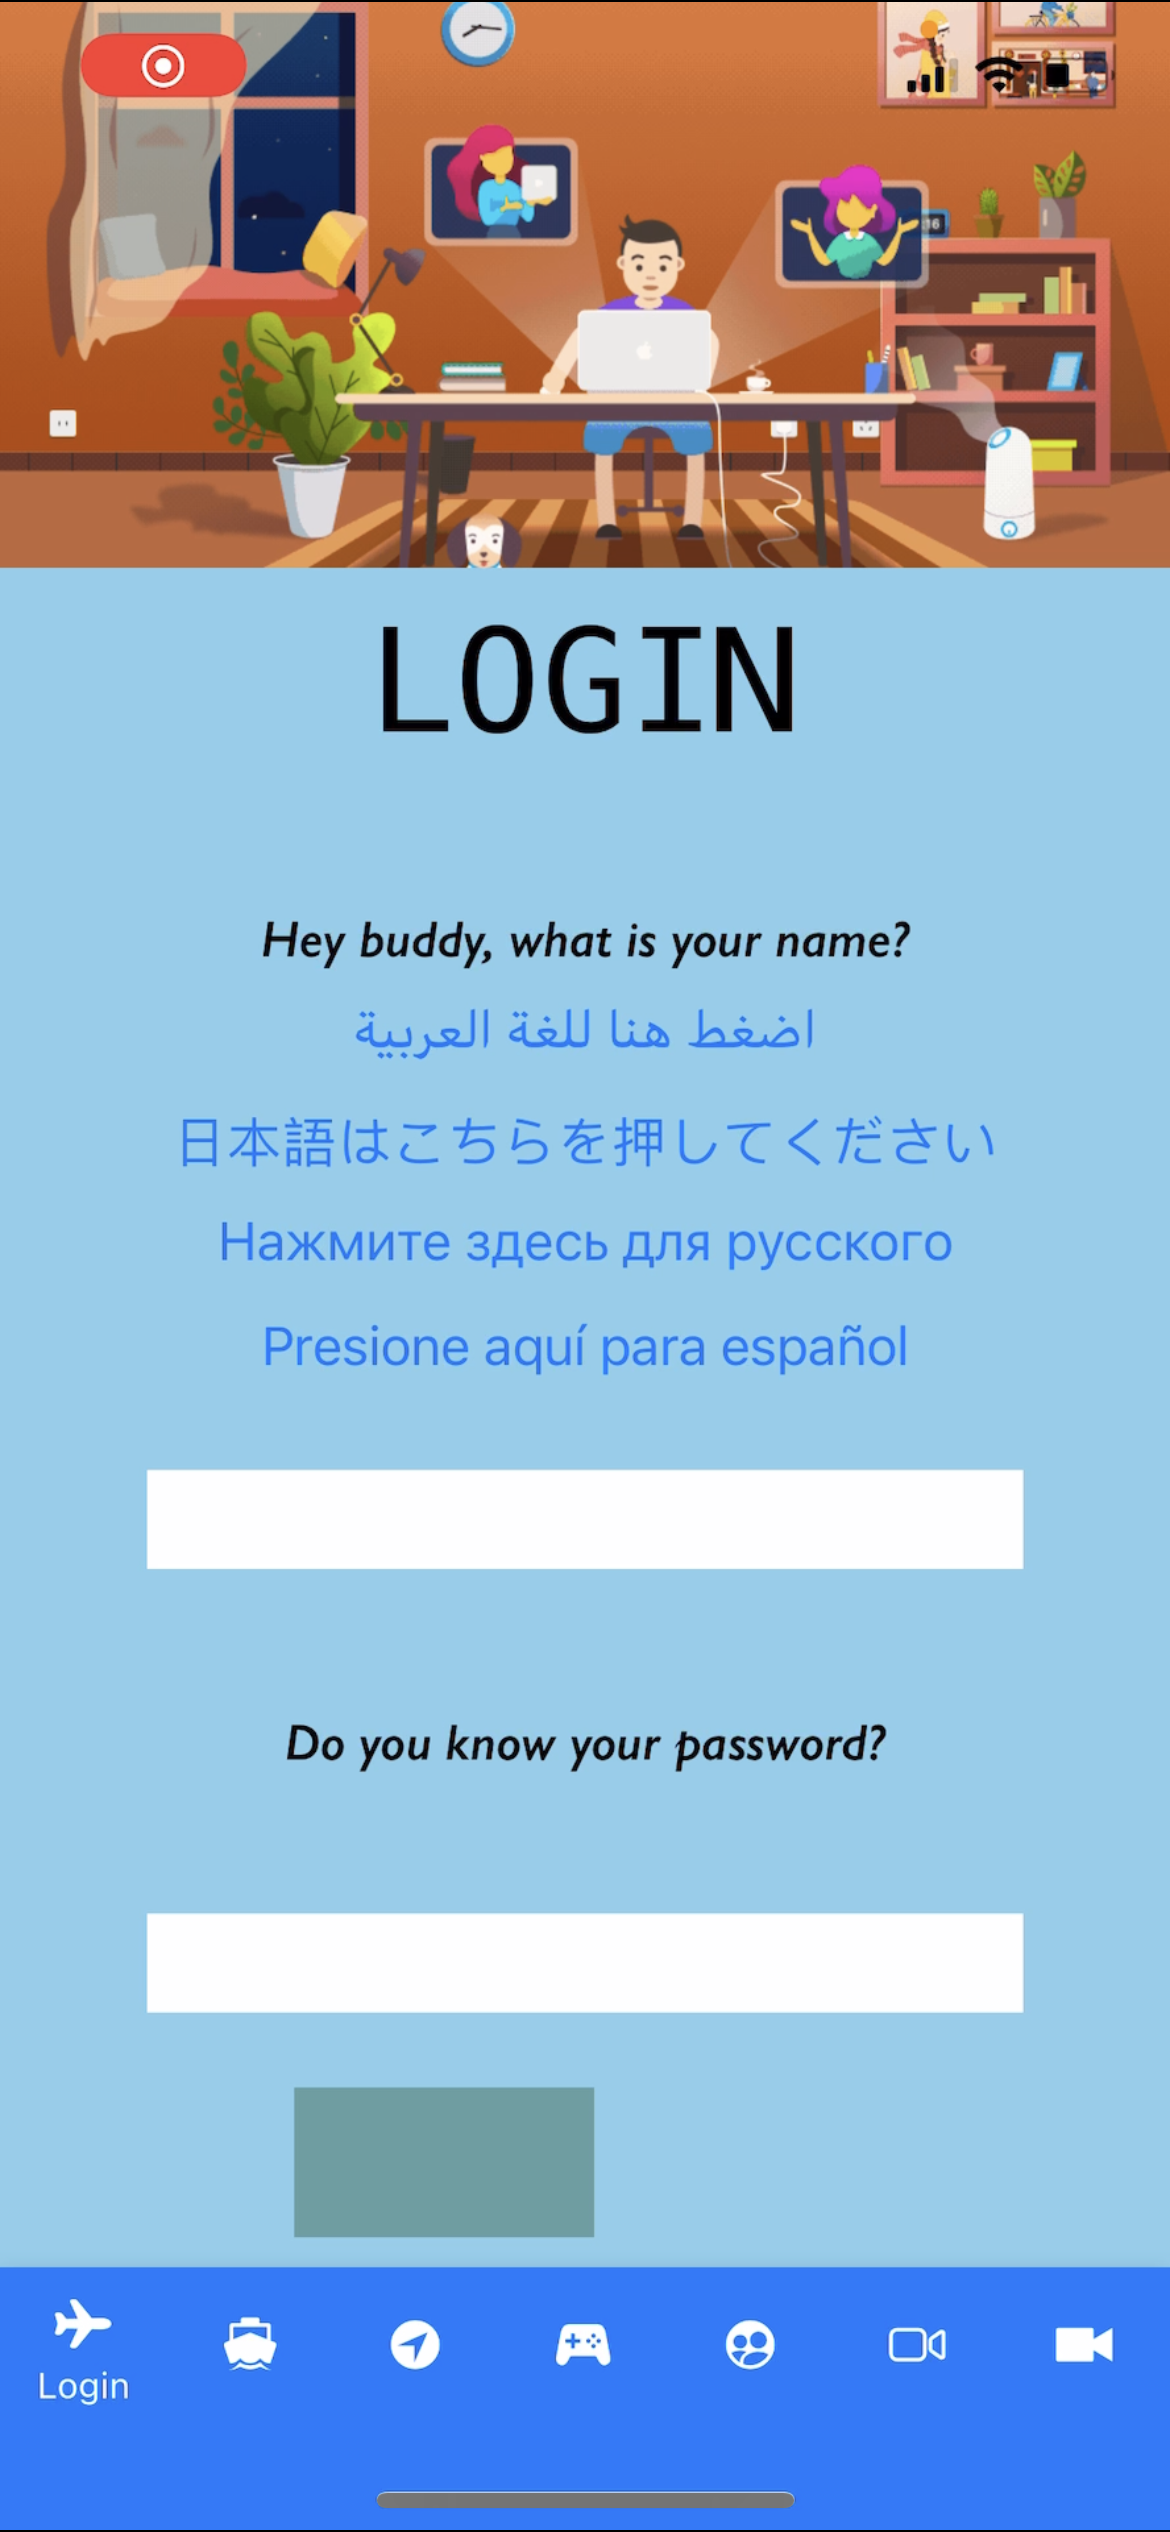 16
LOGIN
Hey buddy, what is your name?
اضغط هنا للغة العربية
日本語はこちらを押してください
Нажмите здесь для русского
Presione aquí para español
Do you know your password?
Login